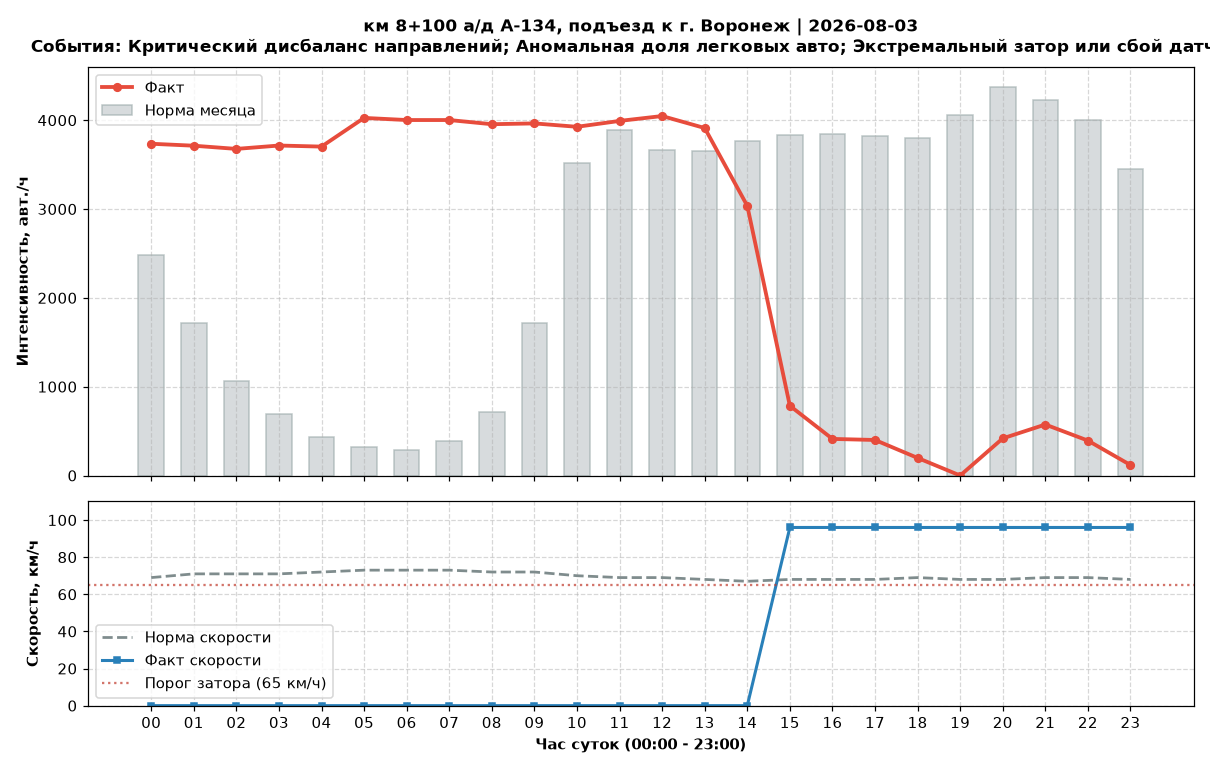 км 8+100 а/д А-134, подъезд к г. Воронеж | 2026-08-03
События: Критический дисбаланс направлений; Аномальная доля легковых авто; Экстремальный затор или сбой датч
Факт
Норма месяца
Интенсивность, авт./ч
4000
3000
2000
1000
0
Скорость, км/ч
100
80
60
40
20
0
Норма скорости
Факт скорости
Порог затора (65 км/ч)
00 01 02 03 04 05 06 07 08 09 10 11 12 13 14 15 16 17 18 19 20 21 22 23
Час суток (00:00 - 23:00)